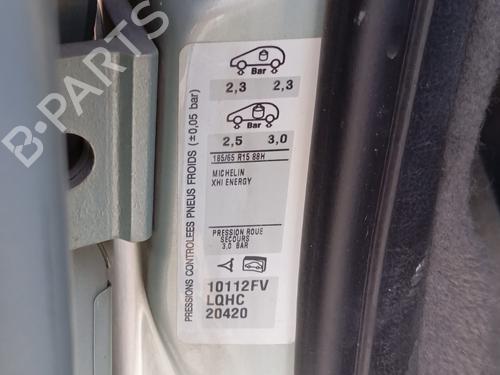 PRESSIONS CONTROLEES PNEUS FROIDS (±0,05 bar)
Bar
2,3 2,3
Bar
2,5 3,0
185/65 R15 88H
MICHELIN
XHI ENERGY
PRESSION ROUE
SECOURS
3,0 BAR
10112FV
LQHC
20420
B-PARTS